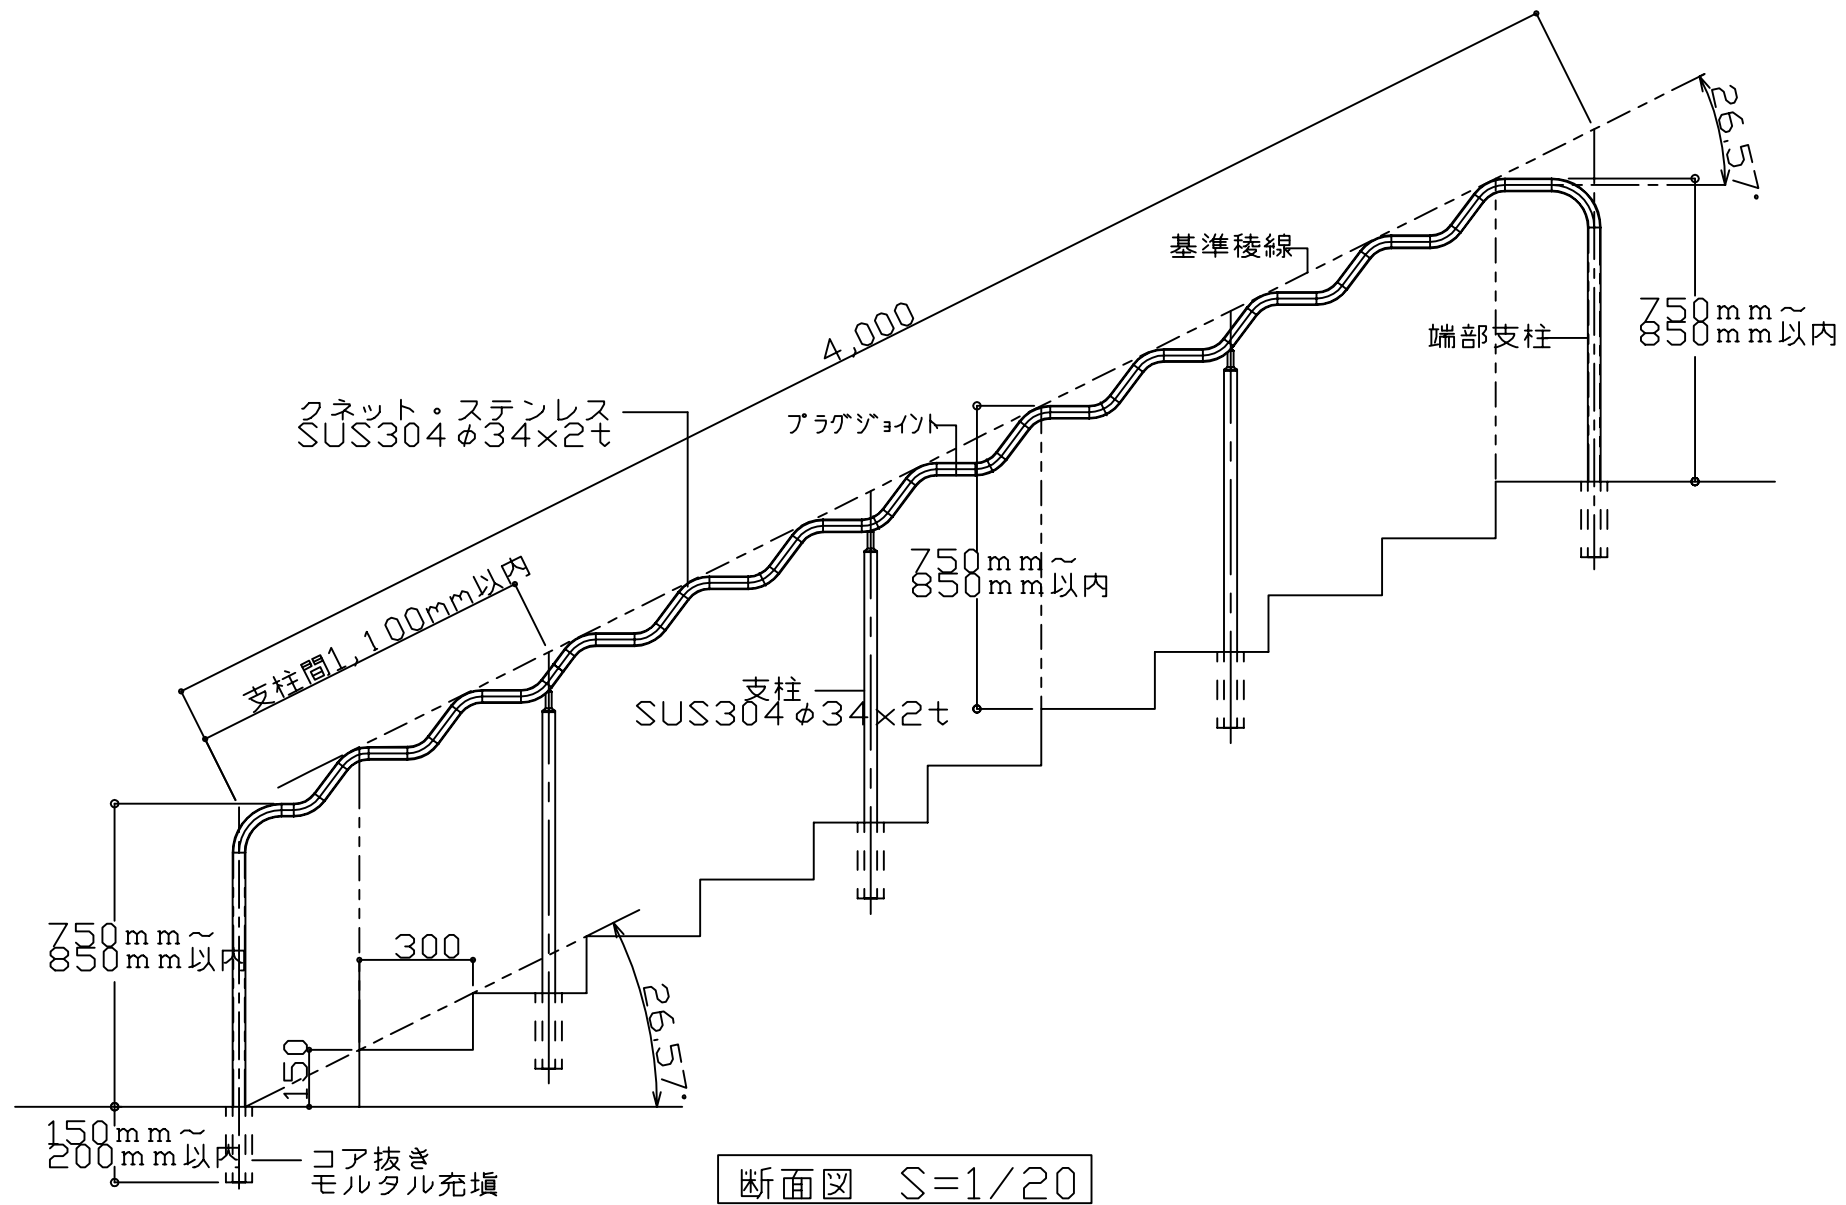 26.57°
基準稜線
750mm～
850mm以内
端部支柱
4,000
クネット・ステンレス
SUS304φ34×2t
プラグジョイント
750mm～
850mm以内
支柱間1,100mm以内
支柱
SUS304φ34×2t
750mm～
850mm以内
300
26.57°
150
150mm～
200mm以内
コア抜き
モルタル充填
断面図 S=1/20